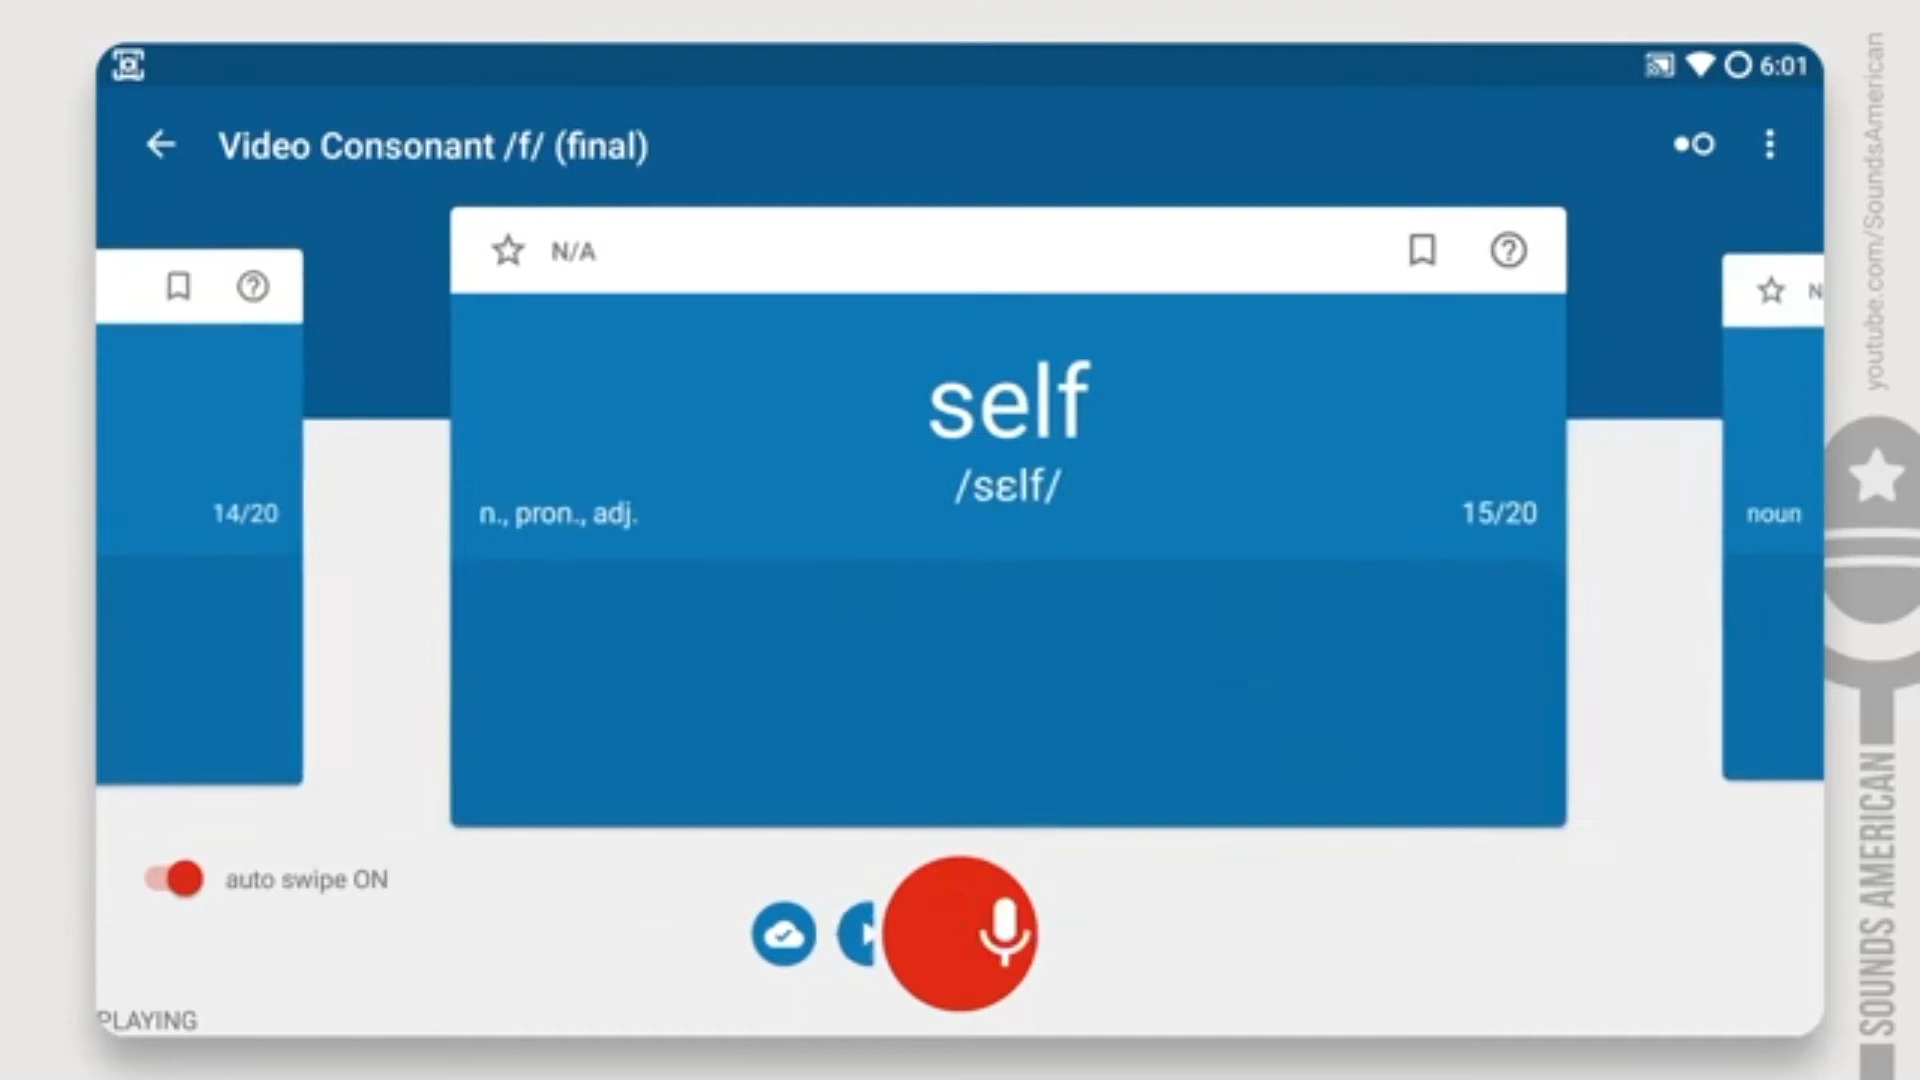 6:01
Video Consonant /f/ (final)
N/A
self
/sɛlf/
14/20
n., pron., adj.
15/20
noun
auto swipe ON
PLAYING
youtube.com/SoundsAmerican
SOUNDS AMERICAN